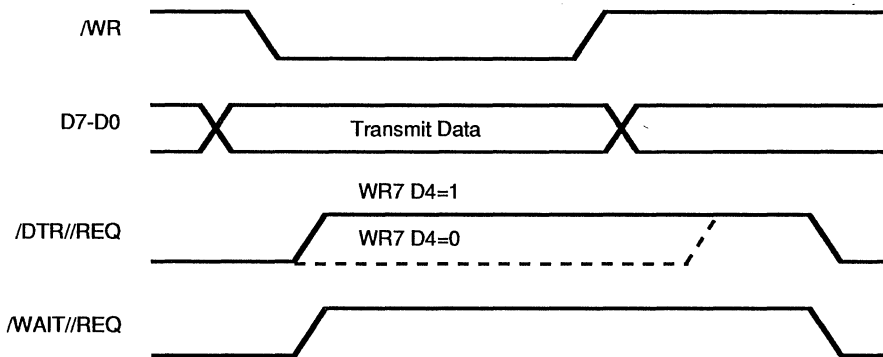 /WR
D7-D0
Transmit Data
WR7 D4=1
/DTR//REQ
WR7 D4=0
/WAIT//REQ